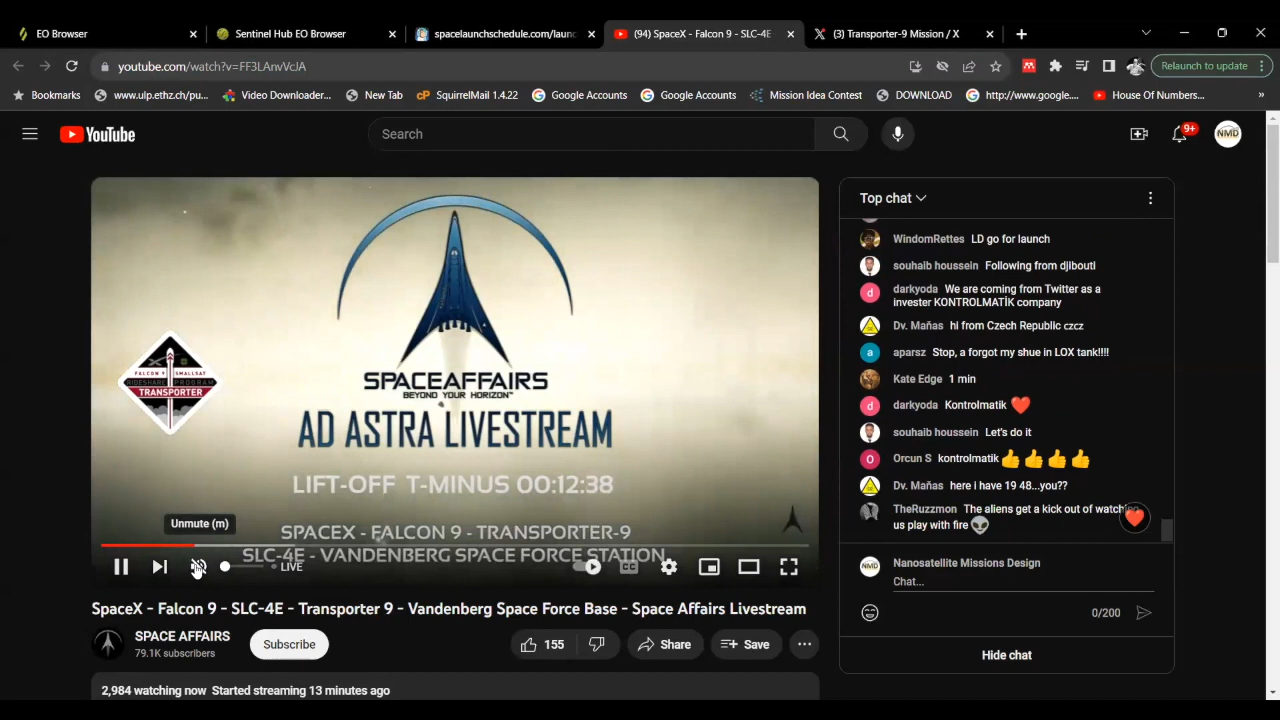 EO Browser
Sentinel Hub EO Browser
spacelaunchschedule.com/launc
(94) SpaceX - Falcon 9 - SLC-4E
(3) Transporter-9 Mission / X
youtube.com/watch?v=FF3LAnvVcJA
Relaunch to update
Bookmarks
www.ulp.ethz.ch/pu...
Video Downloader...
New Tab
SquirrelMail 1.4.22
Google Accounts
Google Accounts
Mission Idea Contest
DOWNLOAD
http://www.google....
House Of Numbers...
»
YouTube
Search
9+
NMD
FALCON 9 SMALLSAT
RIDESHARE PROGRAM
TRANSPORTER
SPACEAFFAIRS
BEYOND YOUR HORIZON™
AD ASTRA LIVESTREAM
LIFT-OFF T-MINUS 00:12:38
SPACEX - FALCON 9 - TRANSPORTER-9
SLC-4E - VANDENBERG SPACE FORCE STATION
Unmute (m)
LIVE
CC
SpaceX - Falcon 9 - SLC-4E - Transporter 9 - Vandenberg Space Force Base - Space Affairs Livestream
SPACE AFFAIRS
79.1K subscribers
Subscribe
155
Share
Save
2,984 watching now Started streaming 13 minutes ago
Top chat
WindomRettes LD go for launch
souhaib houssein Following from djibouti
darkyoda We are coming from Twitter as a
invester KONTROLMATİK company
Dv. Mañas hI from Czech Republic czcz
aparsz Stop, a forgot my shue in LOX tank!!!!
Kate Edge 1 min
darkyoda Kontrolmatik ❤️
souhaib houssein Let's do it
Orcun S kontrolmatik 👍👍👍👍
Dv. Mañas here i have 19 48...you??
TheRuzzmon The aliens get a kick out of watching
us play with fire 👽
NMD
Nanosatellite Missions Design
Chat...
0/200
Hide chat